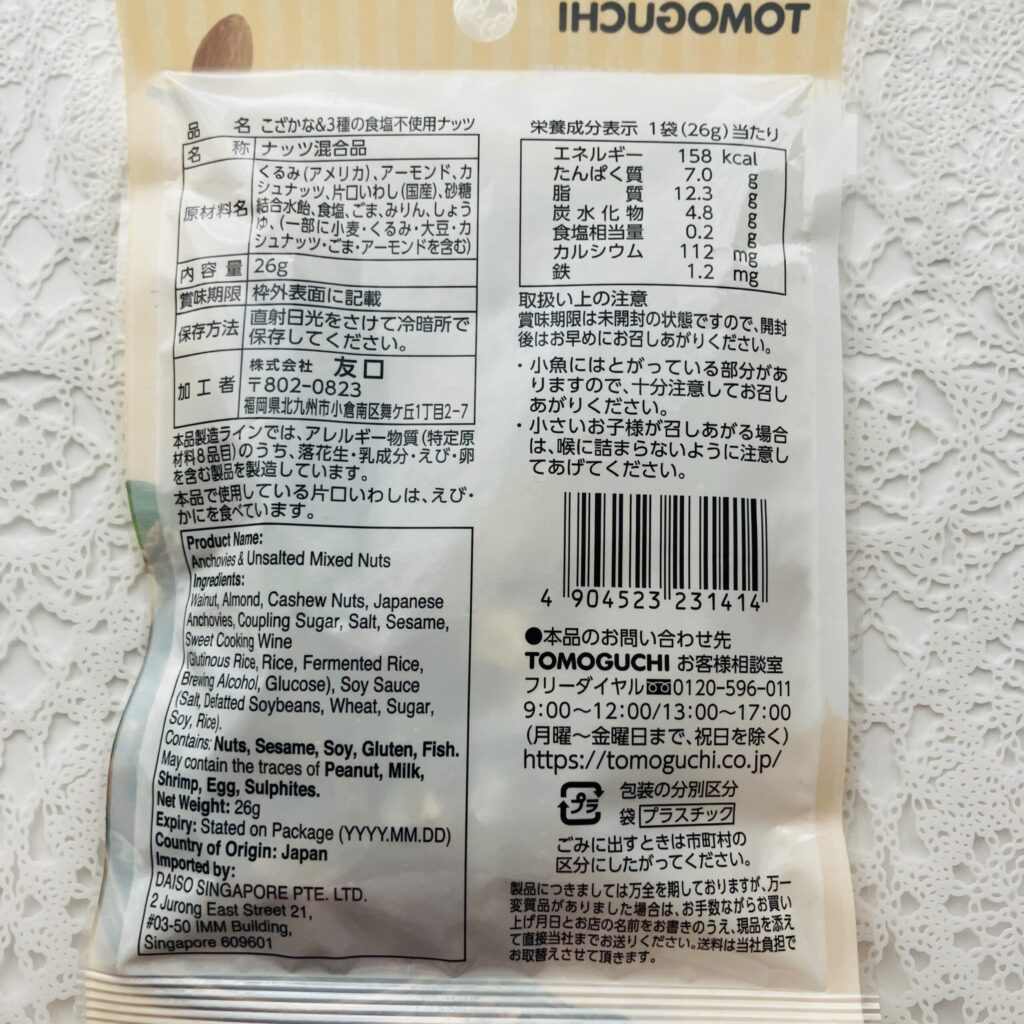 TOMOGUCHI
品名 こざかな&3種の食塩不使用ナッツ
名称 ナッツ混合品
原材料名 くるみ(アメリカ)、アーモンド、カ
シュナッツ、片口いわし(国産)、砂糖
結合水飴、食塩、ごま、みりん、しょう
ゆ、(一部に小麦・くるみ・大豆・カ
シュナッツ・ごま・アーモンドを含む)
内容量 26g
賞味期限 枠外表面に記載
保存方法 直射日光をさけて冷暗所で
保存してください。
加工者 株式会社 友口
〒802-0823
福岡県北九州市小倉南区舞ケ丘1丁目2-7
本品製造ラインでは、アレルギー物質(特定原
材料8品目)のうち、落花生・乳成分・えび・卵
を含む製品を製造しています。
本品で使用している片口いわしは、えび・
かにを食べています。
Product Name:
Anchovies & Unsalted Mixed Nuts
Ingredients:
Walnut, Almond, Cashew Nuts, Japanese
Anchovies, Coupling Sugar, Salt, Sesame,
Sweet Cooking Wine
(Glutinous Rice, Rice, Fermented Rice,
Brewing Alcohol, Glucose), Soy Sauce
(Salt, Defatted Soybeans, Wheat, Sugar,
Soy, Rice).
Contains: Nuts, Sesame, Soy, Gluten, Fish.
May contain the traces of Peanut, Milk,
Shrimp, Egg, Sulphites.
Net Weight: 26g
Expiry: Stated on Package (YYYY.MM.DD)
Country of Origin: Japan
Imported by:
DAISO SINGAPORE PTE. LTD.
2 Jurong East Street 21,
#03-50 IMM Building,
Singapore 609601
栄養成分表示 1袋(26g)当たり
エネルギー 158 kcal
たんぱく質 7.0 g
脂質 12.3 g
炭水化物 4.8 g
食塩相当量 0.2 g
カルシウム 112 mg
鉄 1.2 mg
取扱い上の注意
賞味期限は未開封の状態ですので、開封
後はお早めにお召しあがりください。
・小魚にはとがっている部分があ
りますので、十分注意してお召し
あがりください。
・小さいお子様が召しあがる場合
は、喉に詰まらないように注意し
てあげてください。
4 904523 231414
●本品のお問い合わせ先
TOMOGUCHI お客様相談室
フリーダイヤル 0120-596-011
9:00～12:00/13:00～17:00
(月曜～金曜日まで、祝日を除く)
https://tomoguchi.co.jp/
プラ 包装の分別区分
袋 プラスチック
ごみに出すときは市町村の
区分にしたがってください。
製品につきましては万全を期しておりますが、万一
変質品がありました場合は、お手数ながらお買い
上げ月日とお店の名前をお書きのうえ、現品を添え
て直接当社までお送りください。送料は当社負担で
お取替えさせて頂きます。